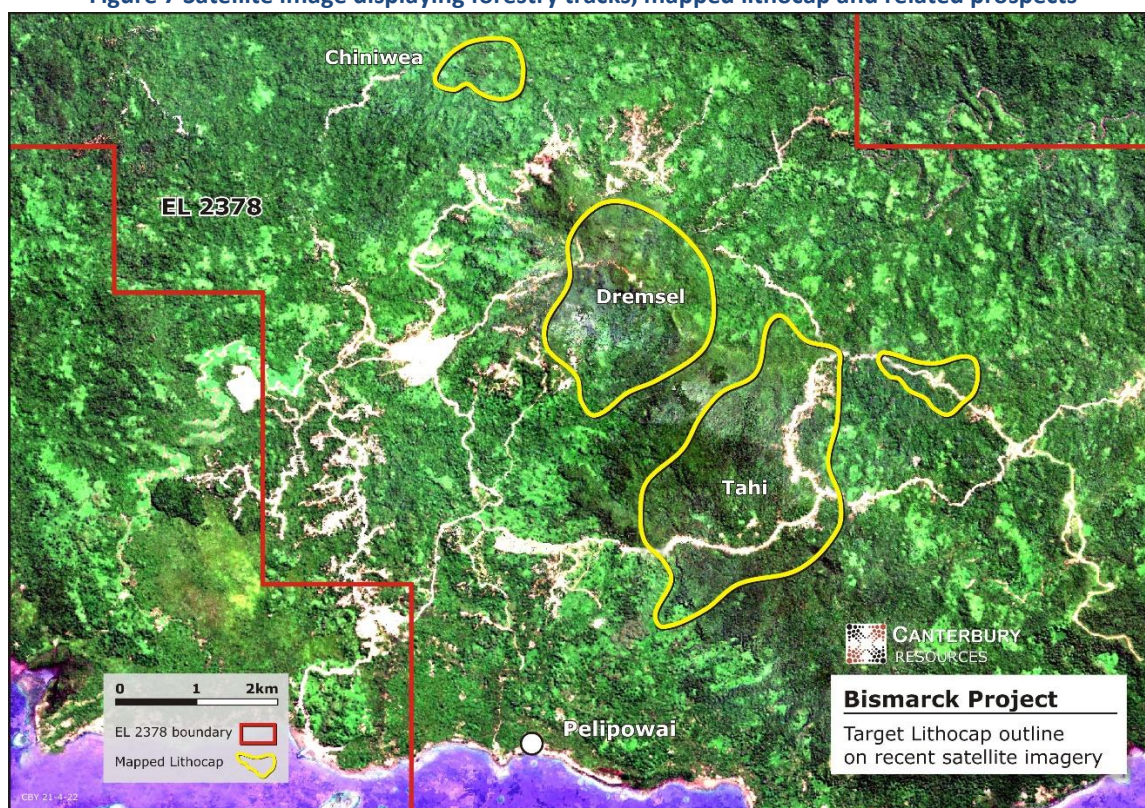 Figure 7 Satellite image displaying forestry tracks, mapped lithocap and related prospects
Chiniwea
EL 2378
Dremsel
Tahi
CANTERBURY
RESOURCES
Bismarck Project
Target Lithocap outline
on recent satellite imagery
0 1 2km
EL 2378 boundary
Mapped Lithocap
Pelipowai
CBY 21-4-22